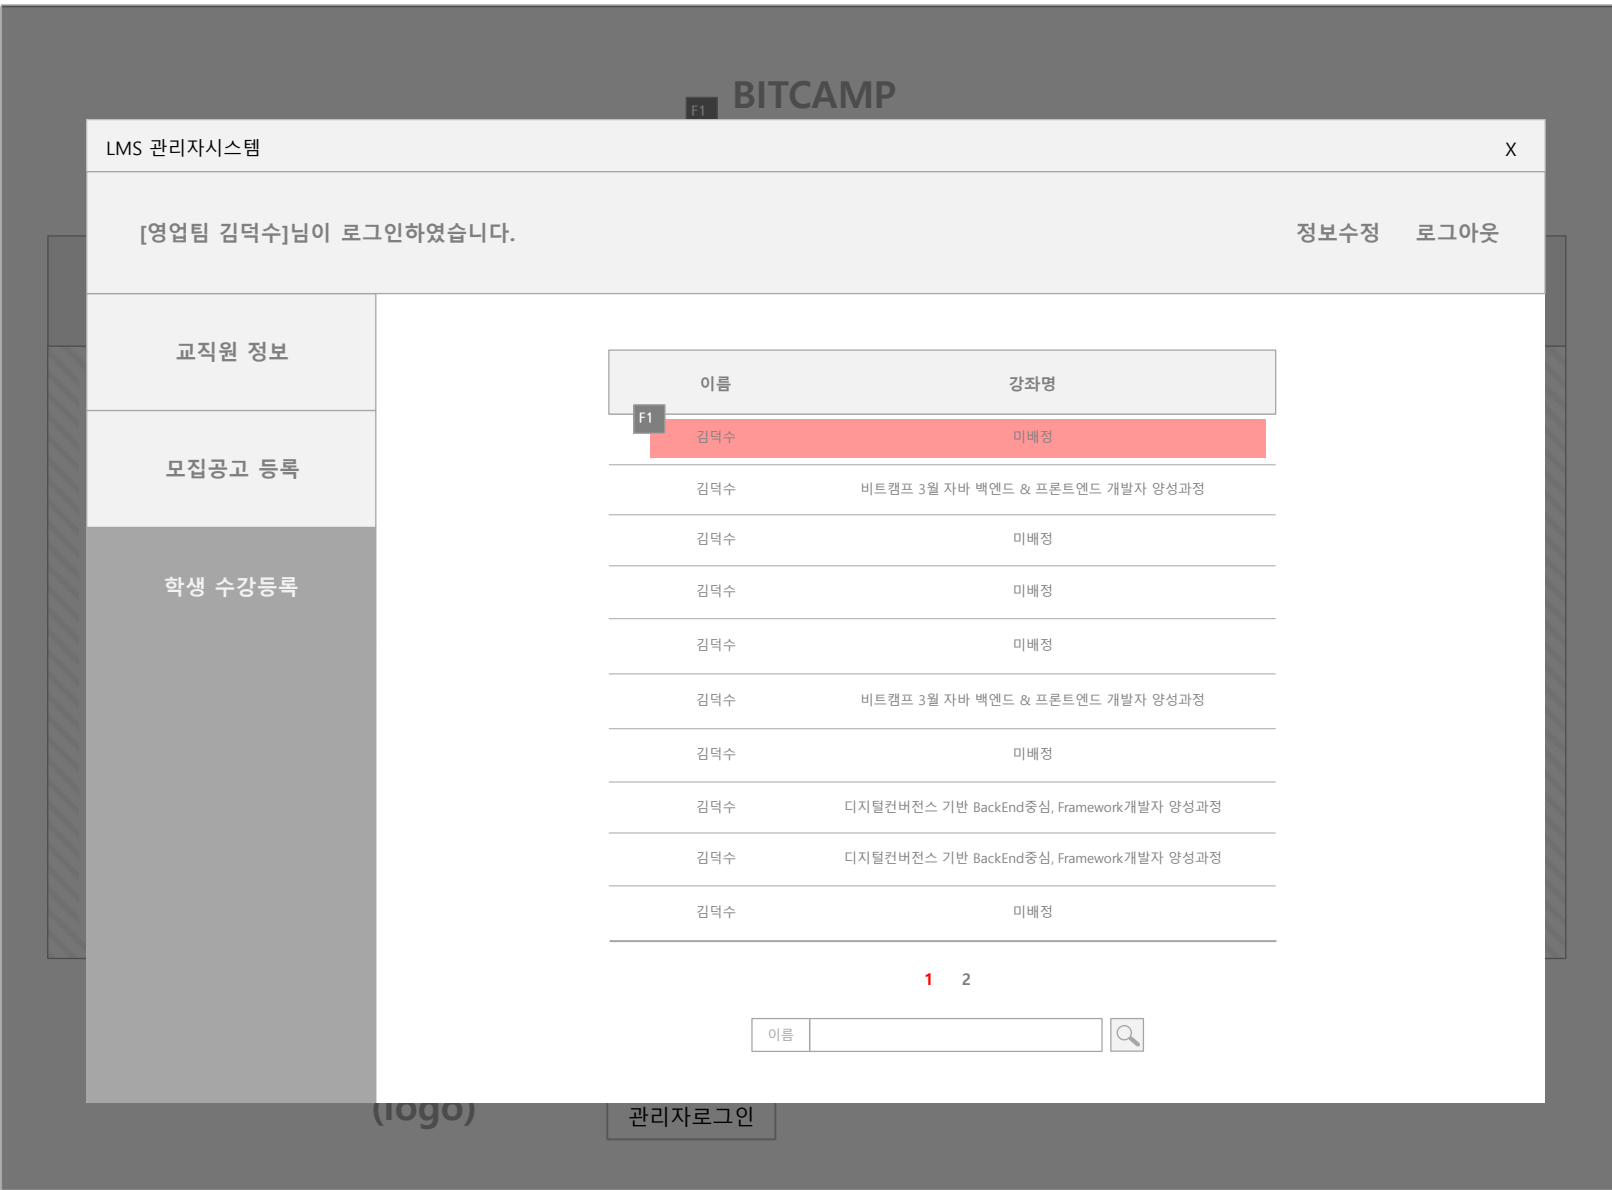 BITCAMP
F1
LMS 관리자시스템
X
[영업팀 김덕수]님이 로그인하였습니다.
정보수정 로그아웃
교직원 정보
모집공고 등록
학생 수강등록
이름 강좌명
F1
김덕수 미배정
김덕수 비트캠프 3월 자바 백엔드 & 프론트엔드 개발자 양성과정
김덕수 미배정
김덕수 미배정
김덕수 미배정
김덕수 비트캠프 3월 자바 백엔드 & 프론트엔드 개발자 양성과정
김덕수 미배정
김덕수 디지털컨버전스 기반 BackEnd중심, Framework개발자 양성과정
김덕수 디지털컨버전스 기반 BackEnd중심, Framework개발자 양성과정
김덕수 미배정
1 2
이름
(logo)
관리자로그인